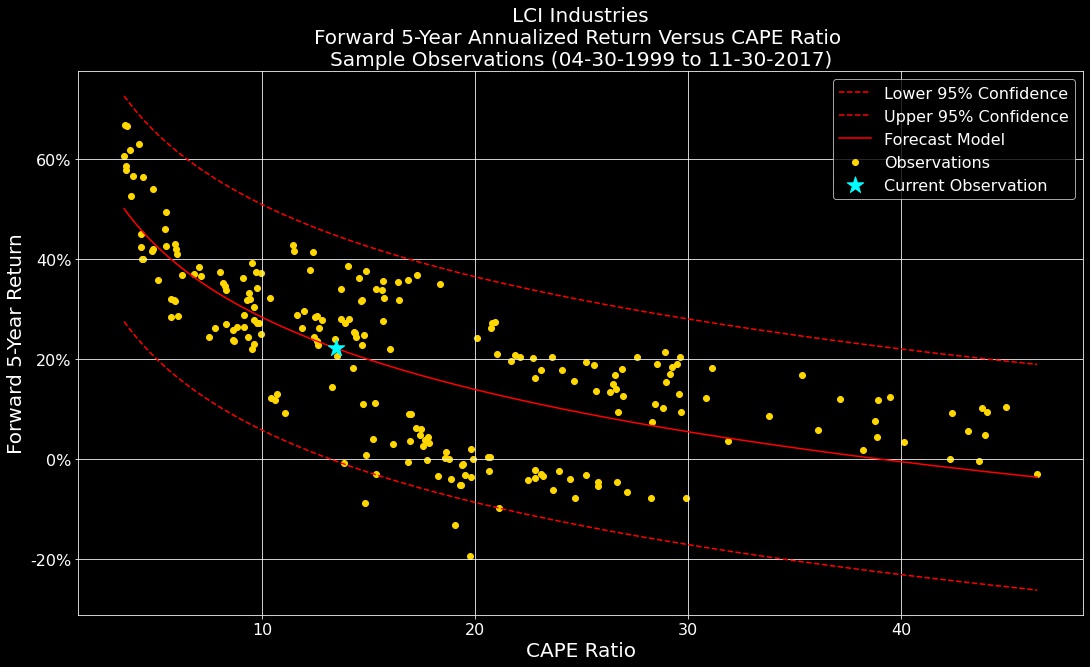 LCI Industries
Forward 5-Year Annualized Return Versus CAPE Ratio
Sample Observations (04-30-1999 to 11-30-2017)
Lower 95% Confidence
Upper 95% Confidence
Forecast Model
Observations
Current Observation
Forward 5-Year Return
60%
40%
20%
0%
-20%
10
20
30
40
CAPE Ratio